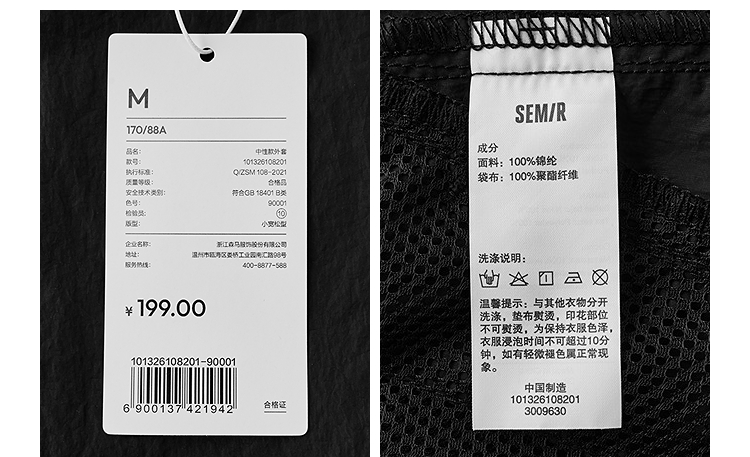 M
170/88A
品名: 中性款外套
款号: 101326108201
执行标准: Q/ZSM 108-2021
质量等级: 合格品
安全技术类别: 符合GB 18401 B类
色号: 90001
检验员: 10
版型: 小宽松型
企业名称: 浙江森马服饰股份有限公司
地址: 温州市瓯海区娄桥工业园南汇路98号
服务热线: 400-8877-588
¥ 199.00
101326108201-90001
6 900137 421942
合格证
SEMIR
成分
面料: 100%锦纶
袋布: 100%聚酯纤维
洗涤说明:
温馨提示: 与其他衣物分开
洗涤, 垫布熨烫, 印花部位
不可熨烫, 为保持衣服色泽,
衣服浸泡时间不可超过10分
钟, 如有轻微褪色属正常现
象。
中国制造
101326108201
3009630